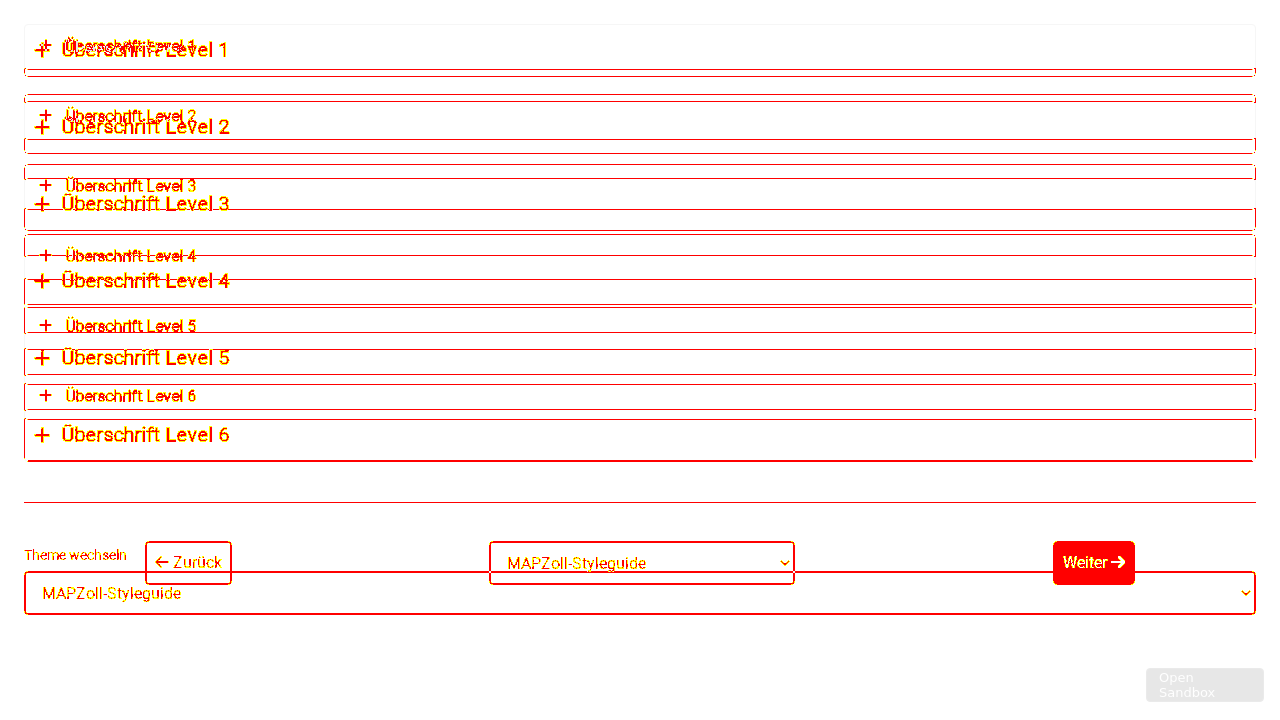 Überschrift Level 1
Überschrift Level 1
Überschrift Level 2
Überschrift Level 2
Überschrift Level 3
Überschrift Level 3
Überschrift Level 4
Überschrift Level 4
Überschrift Level 5
Überschrift Level 5
Überschrift Level 6
Überschrift Level 6
Theme wechseln
← Zurück
MAPZoll-Styleguide
Weiter →
MAPZoll-Styleguide
Open
Sandbox